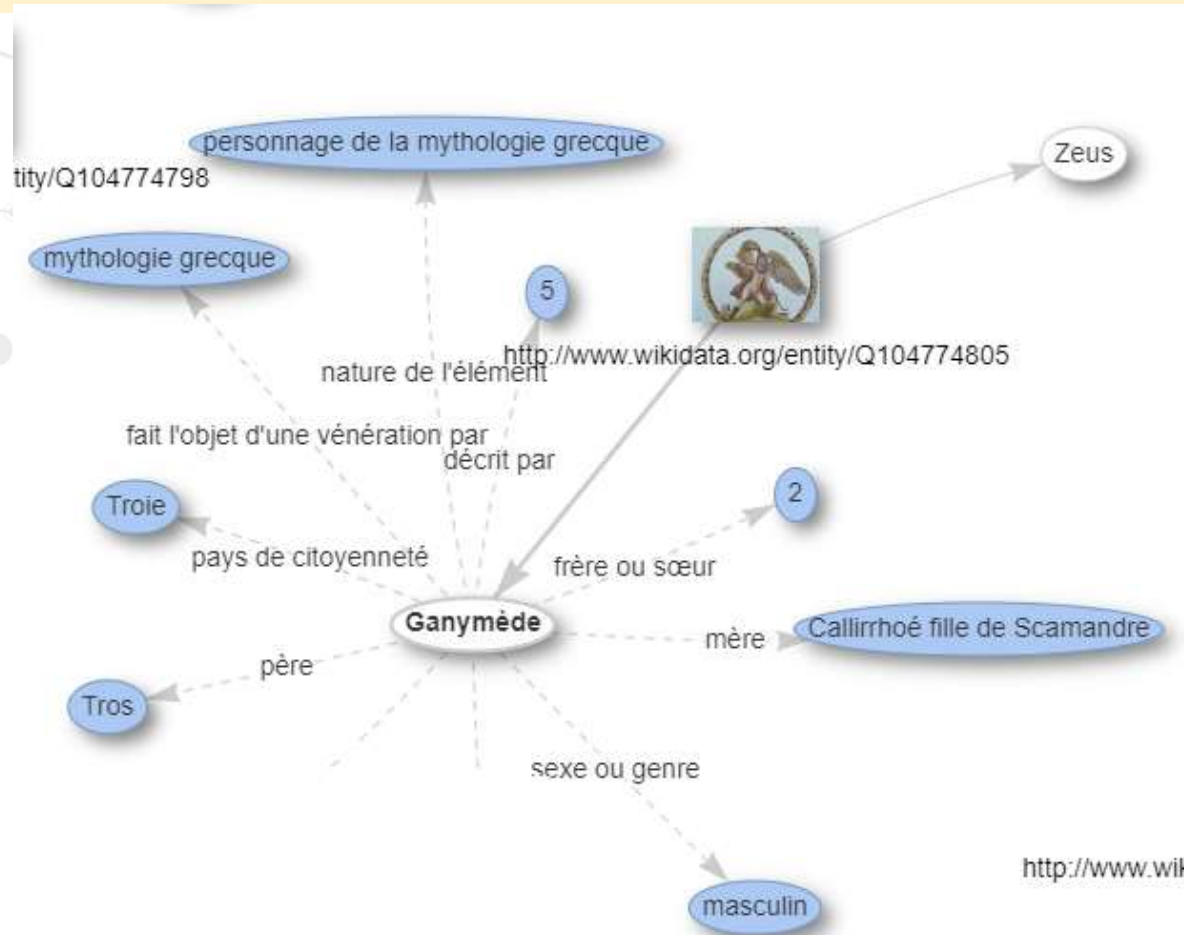 personnage de la mythologie grecque
Zeus
tity/Q104774798
mythologie grecque
5
http://www.wikidata.org/entity/Q104774805
nature de l'élément
fait l'objet d'une vénération par
décrit par
Troie
2
pays de citoyenneté
frère ou sœur
Ganymède
Callirrhoé fille de Scamandre
mère
père
Tros
sexe ou genre
http://www.wik
masculin